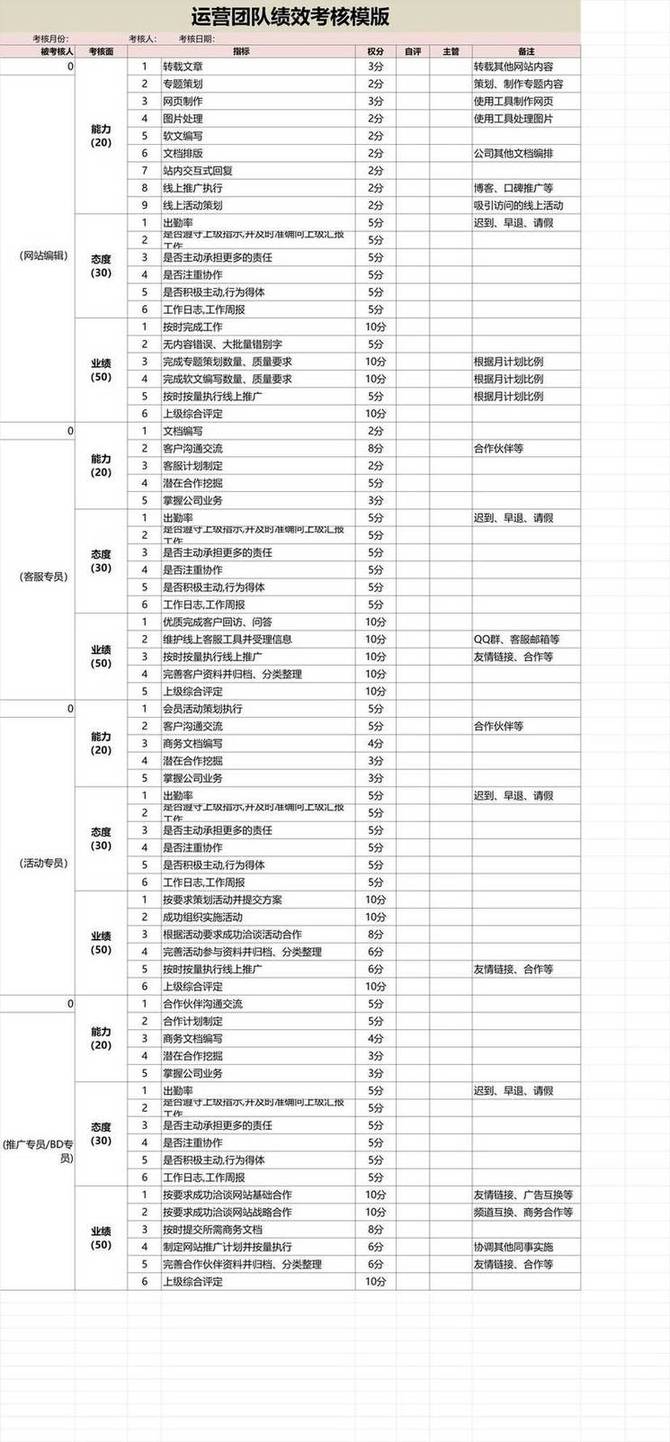 运营团队绩效考核模版
考核月份: 考核人: 考核日期:
被考核人 考核面 指标 权分 自评 主管 备注
0 1 转载文章 3分 转载其他网站内容
2 专题策划 2分 策划、制作专题内容
3 网页制作 3分 使用工具制作网页
能力 4 图片处理 2分 使用工具处理图片
(20) 5 软文编写 2分
6 文档排版 2分 公司其他文档编排
7 站内交互式回复 2分
8 线上推广执行 2分 博客、口碑推广等
9 线上活动策划 2分 吸引访问的线上活动
1 出勤率 5分 迟到、早退、请假
2 是否遵守上级指示,并及时准确向上级汇报工作 5分
(网站编辑) 态度 3 是否主动承担更多的责任 5分
(30) 4 是否注重协作 5分
5 是否积极主动,行为得体 5分
6 工作日志,工作周报 5分
1 按时完成工作 10分
2 无内容错误、大批量错别字 5分
业绩 3 完成专题策划数量、质量要求 10分 根据月计划比例
(50) 4 完成软文编写数量、质量要求 10分 根据月计划比例
5 按时按量执行线上推广 5分 根据月计划比例
6 上级综合评定 10分
0 1 文档编写 2分
2 客户沟通交流 8分 合作伙伴等
能力 3 客服计划制定 2分
(20) 4 潜在合作挖掘 5分
5 掌握公司业务 3分
1 出勤率 5分 迟到、早退、请假
2 是否遵守上级指示,并及时准确向上级汇报工作 5分
态度 3 是否主动承担更多的责任 5分
(客服专员) (30) 4 是否注重协作 5分
5 是否积极主动,行为得体 5分
6 工作日志,工作周报 5分
1 优质完成客户回访、问答 10分
2 维护线上客服工具并受理信息 10分 QQ群、客服邮箱等
业绩 3 按时按量执行线上推广 10分 友情链接、合作等
(50) 4 完善客户资料并归档、分类整理 10分
5 上级综合评定 10分
0 1 会员活动策划执行 5分
2 客户沟通交流 5分 合作伙伴等
能力 3 商务文档编写 4分
(20) 4 潜在合作挖掘 3分
5 掌握公司业务 3分
1 出勤率 5分 迟到、早退、请假
2 是否遵守上级指示,并及时准确向上级汇报工作 5分
态度 3 是否主动承担更多的责任 5分
(30) 4 是否注重协作 5分
(活动专员) 5 是否积极主动,行为得体 5分
6 工作日志,工作周报 5分
1 按要求策划活动并提交方案 10分
2 成功组织实施活动 10分
业绩 3 根据活动要求成功洽谈活动合作 8分
(50) 4 完善活动参与资料并归档、分类整理 6分
5 按时按量执行线上推广 6分 友情链接、合作等
6 上级综合评定 10分
0 1 合作伙伴沟通交流 5分
2 合作计划制定 5分
能力 3 商务文档编写 4分
(20) 4 潜在合作挖掘 3分
5 掌握公司业务 3分
1 出勤率 5分 迟到、早退、请假
2 是否遵守上级指示,并及时准确向上级汇报工作 5分
态度 3 是否主动承担更多的责任 5分
(推广专员/BD专员) (30) 4 是否注重协作 5分
5 是否积极主动,行为得体 5分
6 工作日志,工作周报 5分
1 按要求成功洽谈网站基础合作 10分 友情链接、广告互换等
2 按要求成功洽谈网站战略合作 10分 频道互换、商务合作等
业绩 3 按时提交所需商务文档 8分
(50) 4 制定网站推广计划并按量执行 6分 协调其他同事实施
5 完善合作伙伴资料并归档、分类整理 6分 友情链接、合作等
6 上级综合评定 10分